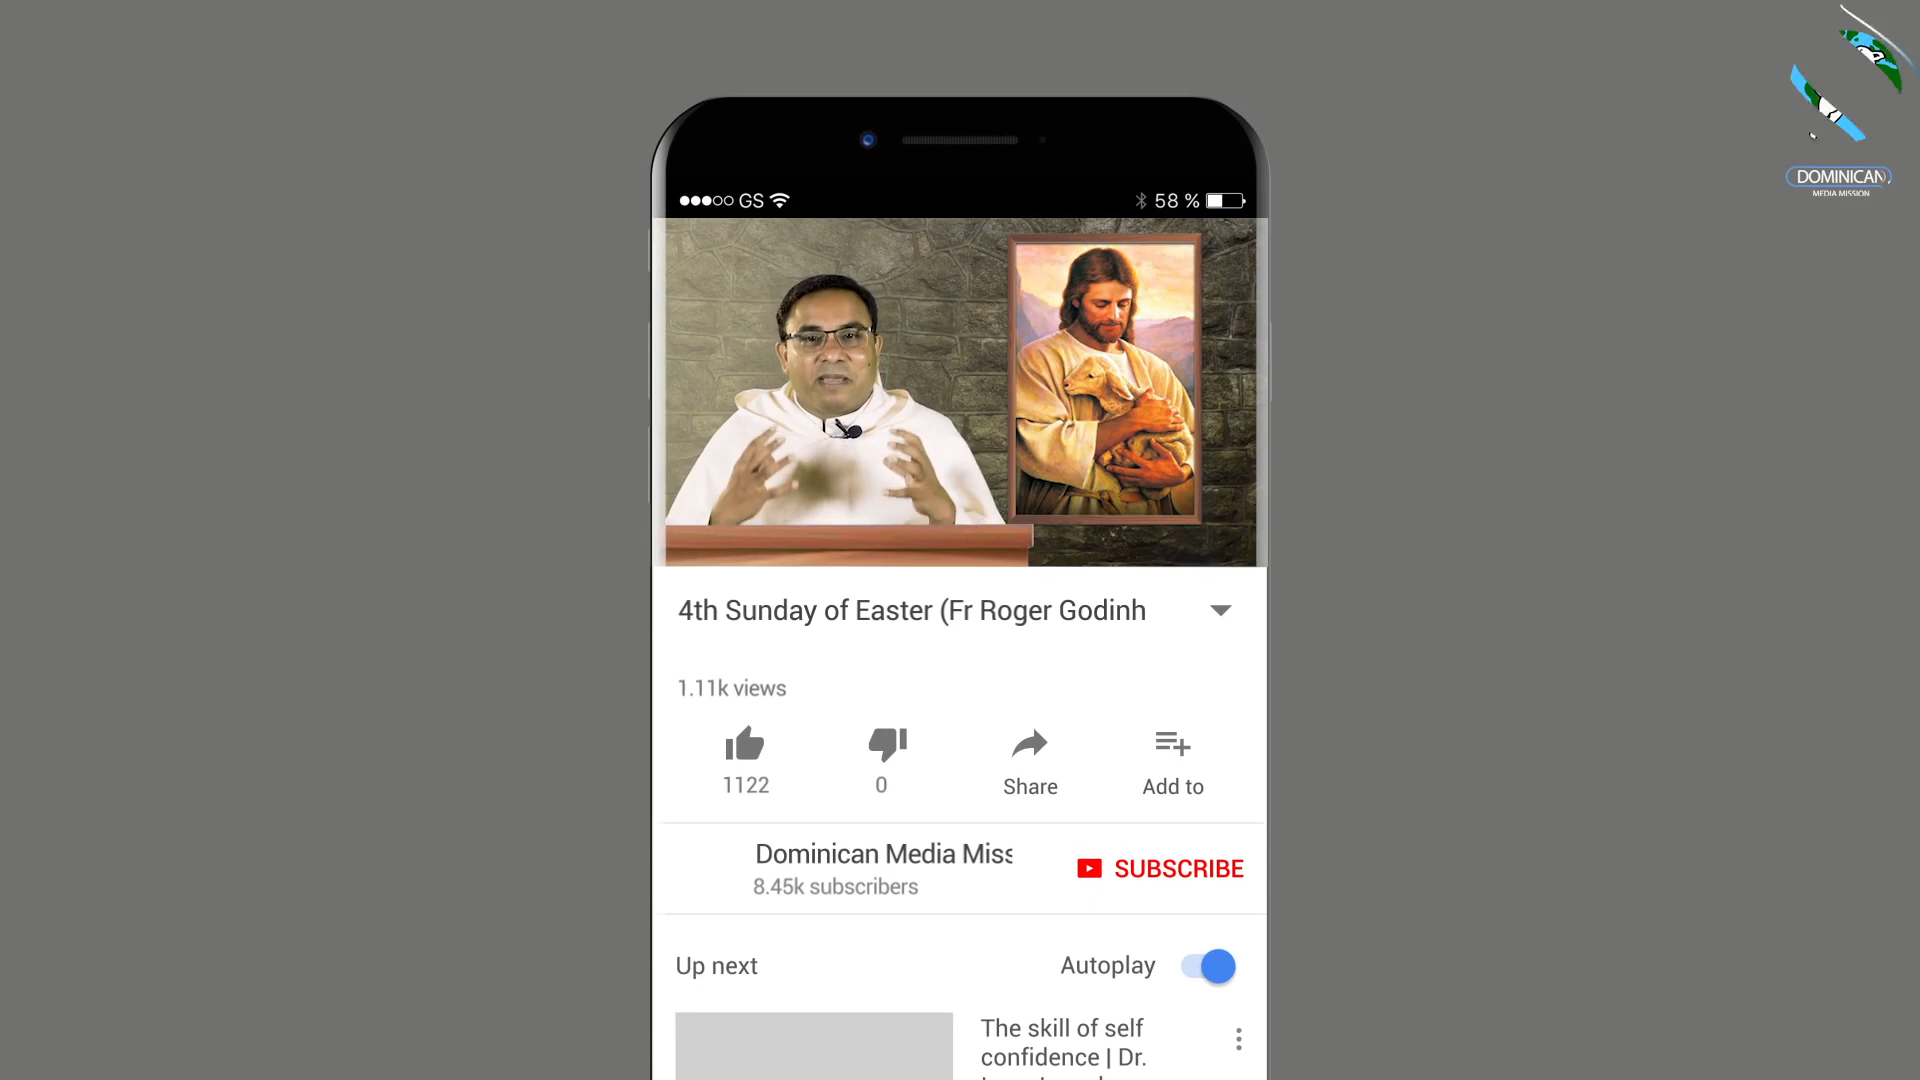 DOMINICAN
MEDIA MISSION
GS
58 %
4th Sunday of Easter (Fr Roger Godinh
1.11k views
1122
0
Share
Add to
Dominican Media Miss
8.45k subscribers
SUBSCRIBE
Up next
Autoplay
The skill of self
confidence | Dr.